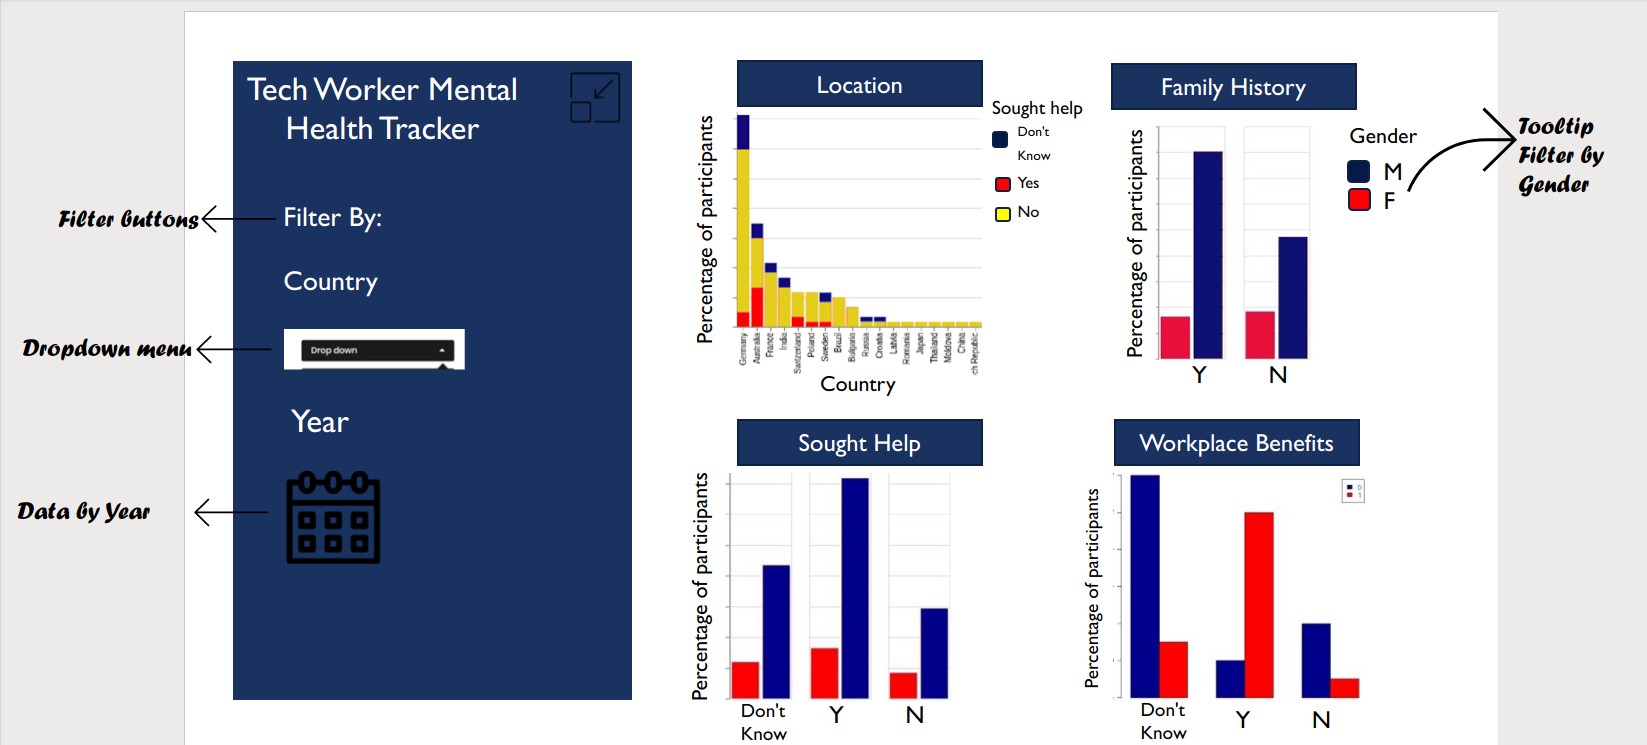 Tech Worker Mental
Health Tracker
Filter buttons
Filter By:
Country
Dropdown menu
Drop down
Year
Data by Year
Location
Percentage of participants
Sought help
Don't
Know
Yes
No
Germany
Australia
France
India
Switzerland
Poland
Sweden
Brazil
Bulgaria
Russia
Croatia
Latvia
Romania
Japan
Thailand
Moldova
China
ch Republic
Country
Family History
Percentage of participants
Gender
M
F
Y
N
Tooltip
Filter by
Gender
Sought Help
Percentage of participants
Don't
Know
Y
N
Workplace Benefits
Percentage of participants
0
1
Don't
Know
Y
N